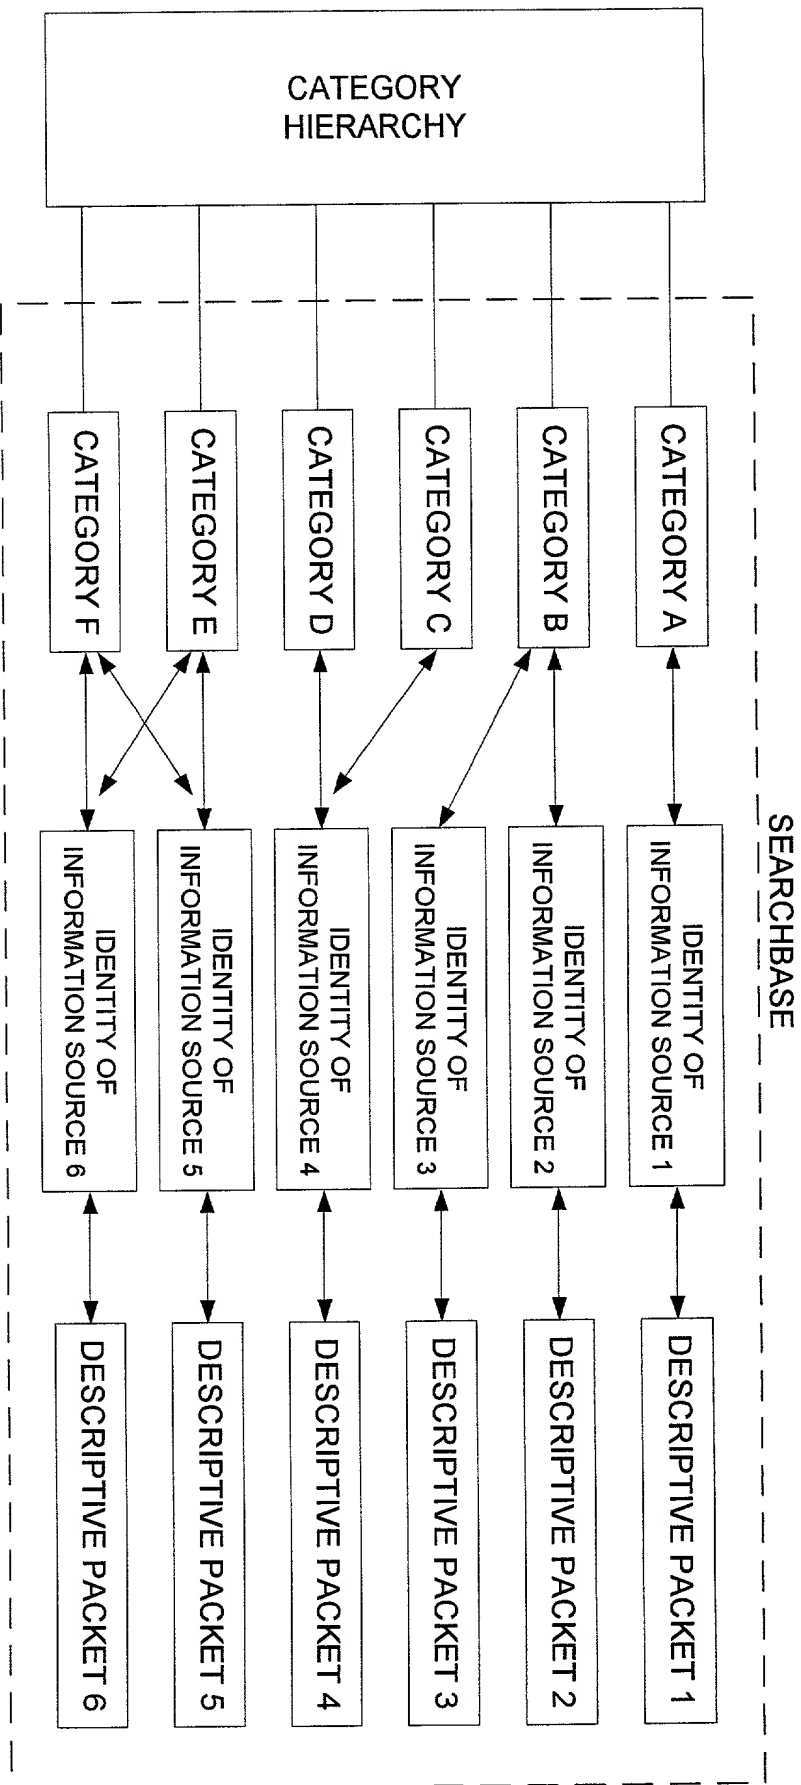 CATEGORY
HIERARCHY
SEARCHBASE
CATEGORY A
IDENTITY OF
INFORMATION SOURCE 1
DESCRIPTIVE PACKET 1
CATEGORY B
IDENTITY OF
INFORMATION SOURCE 2
DESCRIPTIVE PACKET 2
CATEGORY C
IDENTITY OF
INFORMATION SOURCE 3
DESCRIPTIVE PACKET 3
CATEGORY D
IDENTITY OF
INFORMATION SOURCE 4
DESCRIPTIVE PACKET 4
CATEGORY E
IDENTITY OF
INFORMATION SOURCE 5
DESCRIPTIVE PACKET 5
CATEGORY F
IDENTITY OF
INFORMATION SOURCE 6
DESCRIPTIVE PACKET 6